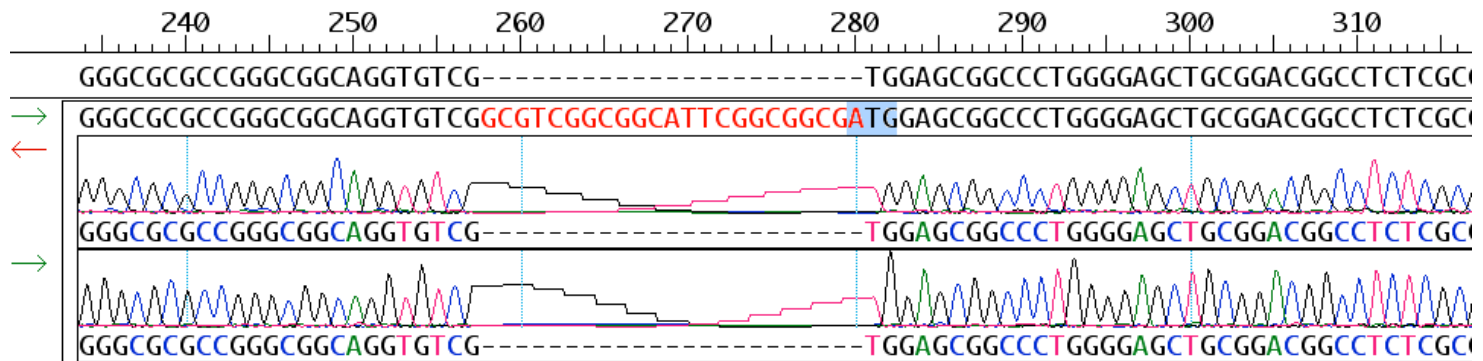 240 250 260 270 280 290 300 310
GGGCGCGCCGGGCGGCAGGTGTCG-----------------------TGGAGCGGCCCTGGGGAGCTGCGGACGGCCTCTCGC
GGGCGCGCCGGGCGGCAGGTGTCGGCGTCGGCGGCATTCGGCGGCGATGGAGCGGCCCTGGGGAGCTGCGGACGGCCTCTCGC
GGGCGCGCCGGGCGGCAGGTGTCG-----------------------TGGAGCGGCCCTGGGGAGCTGCGGACGGCCTCTCGC
GGGCGCGCCGGGCGGCAGGTGTCG-----------------------TGGAGCGGCCCTGGGGAGCTGCGGACGGCCTCTCGC